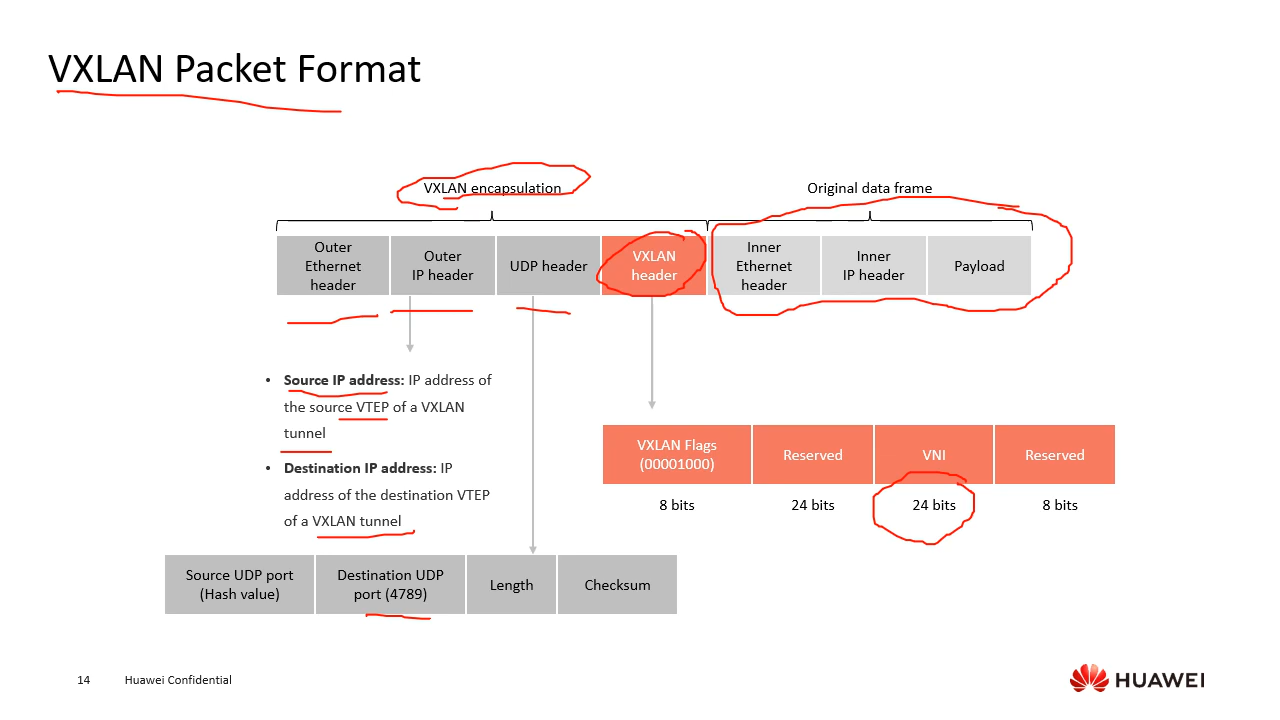 VXLAN Packet Format
VXLAN encapsulation
Original data frame
Outer
Ethernet
header
Outer
IP header
UDP header
VXLAN
header
Inner
Ethernet
header
Inner
IP header
Payload
• Source IP address: IP address of
the source VTEP of a VXLAN
tunnel
• Destination IP address: IP
address of the destination VTEP
of a VXLAN tunnel
VXLAN Flags
(00001000)
Reserved
VNI
Reserved
8 bits
24 bits
24 bits
8 bits
Source UDP port
(Hash value)
Destination UDP
port (4789)
Length
Checksum
14
Huawei Confidential
HUAWEI